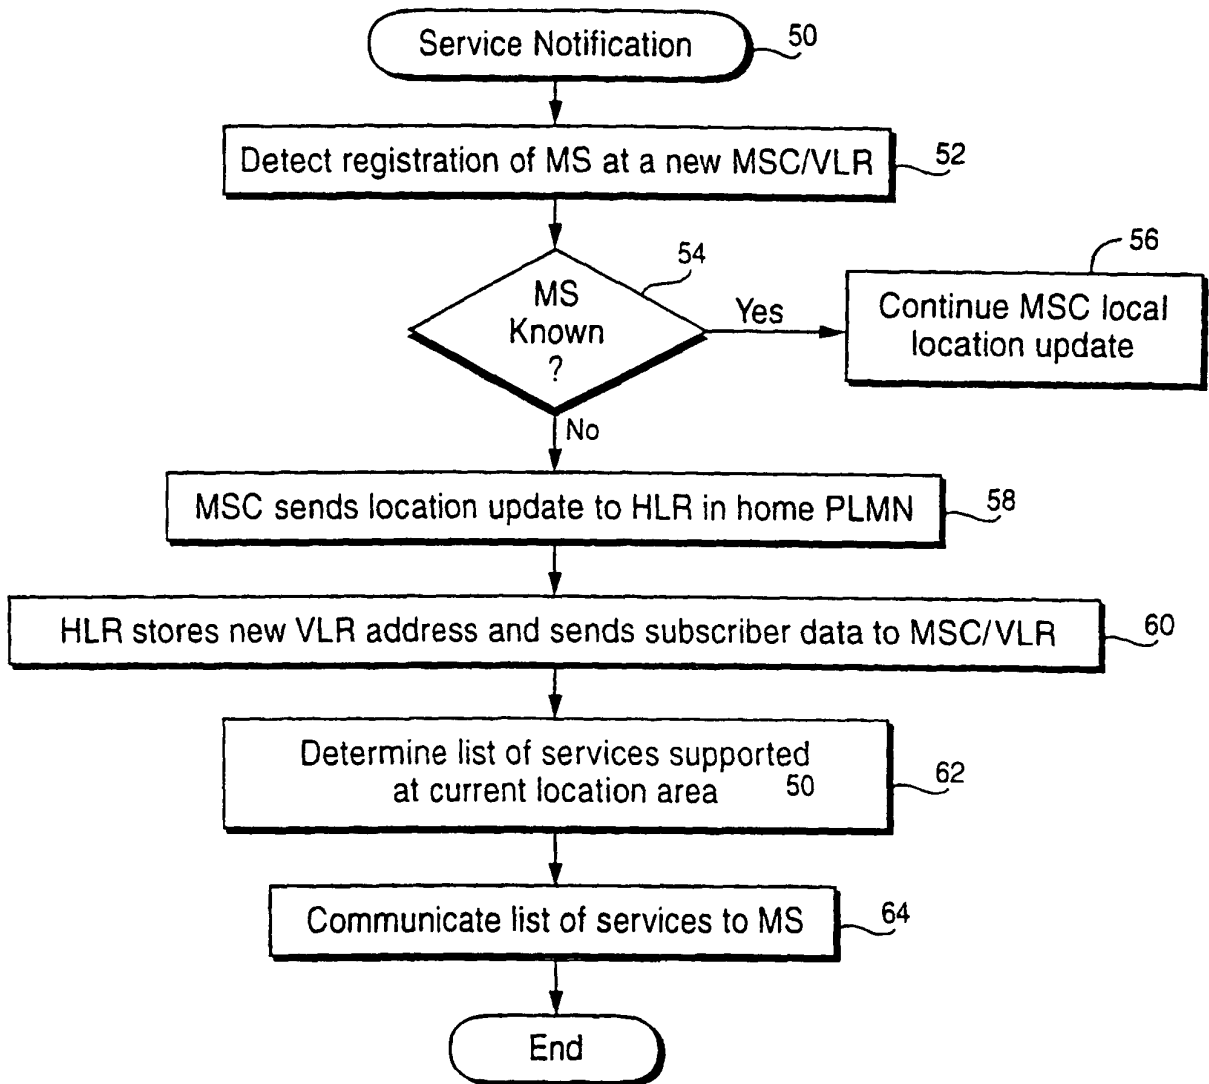 Service Notification
50
Detect registration of MS at a new MSC/VLR
52
MS
Known
?
54
Yes
56
Continue MSC local
location update
No
MSC sends location update to HLR in home PLMN
58
HLR stores new VLR address and sends subscriber data to MSC/VLR
60
Determine list of services supported
at current location area 50
62
Communicate list of services to MS
64
End